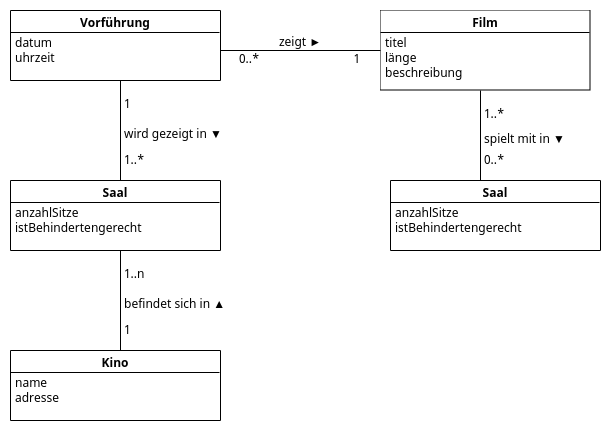 Vorführung
datum
uhrzeit
zeigt ►
0..*
1
Film
titel
länge
beschreibung
1
wird gezeigt in ▼
1..*
1..*
spielt mit in ▼
0..*
Saal
anzahlSitze
istBehindertengerecht
Saal
anzahlSitze
istBehindertengerecht
1..n
befindet sich in ▲
1
Kino
name
adresse